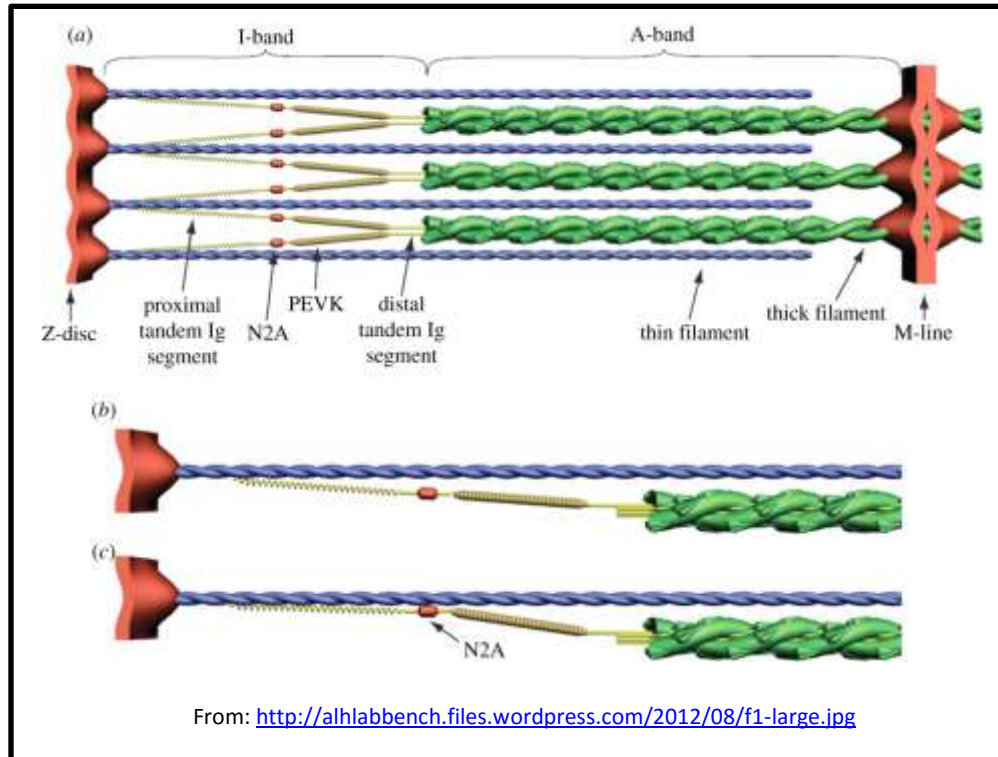 (a)
I-band
A-band
Z-disc
proximal
tandem Ig
segment
N2A
PEVK
distal
tandem Ig
segment
thin filament
thick filament
M-line
(b)
(c)
N2A
From: http://alhlabbench.files.wordpress.com/2012/08/f1-large.jpg